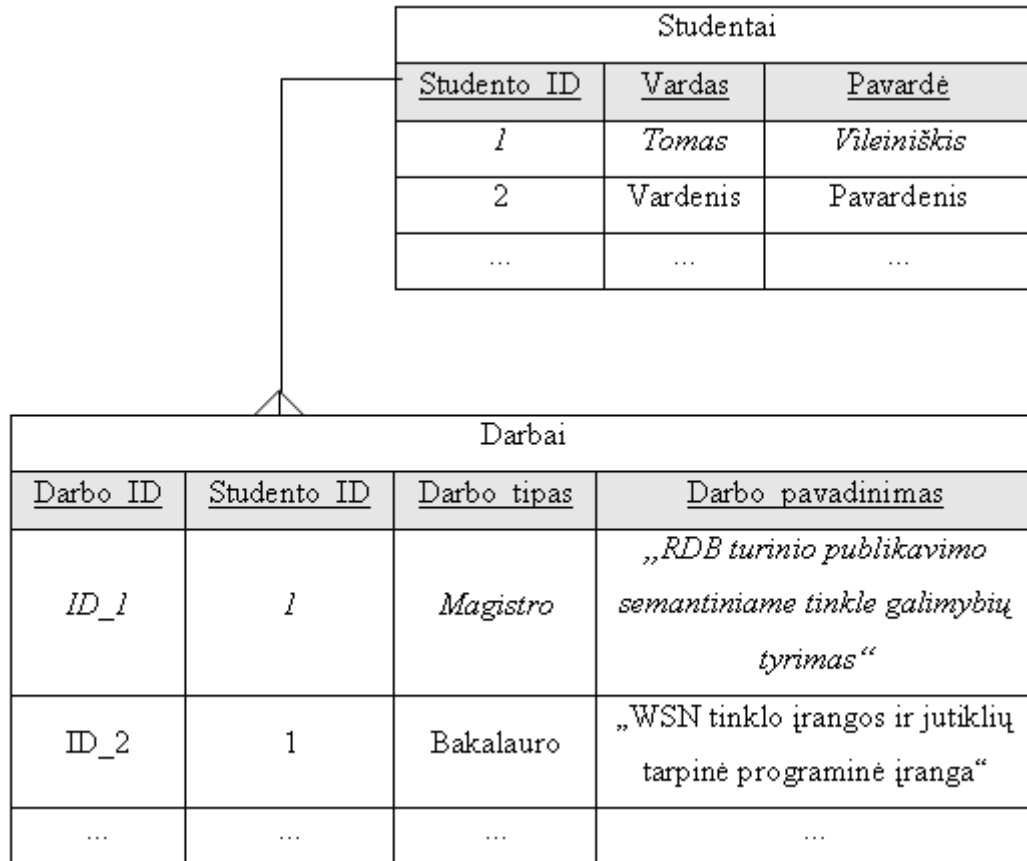 Studentai
Studento ID Vardas Pavardė
1 Tomas Vileiniškis
2 Vardenis Pavardenis
... ... ...
Darbai
Darbo ID Studento ID Darbo tipas Darbo pavadinimas
ID_1 1 Magistro „RDB turinio publikavimo
semantiniame tinkle galimybių
tyrimas“
ID_2 1 Bakalauro „WSN tinklo įrangos ir jutiklių
tarpinė programinė įranga“
... ... ... ...